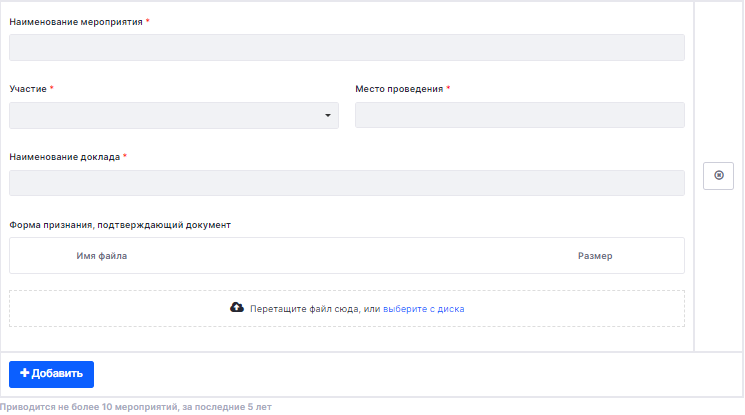 Наименование мероприятия *
Участие * Место проведения *
Наименование доклада *
Форма признания, подтверждающий документ
Имя файла Размер
Перетащите файл сюда, или выберите с диска
+ Добавить
Приводится не более 10 мероприятий, за последние 5 лет